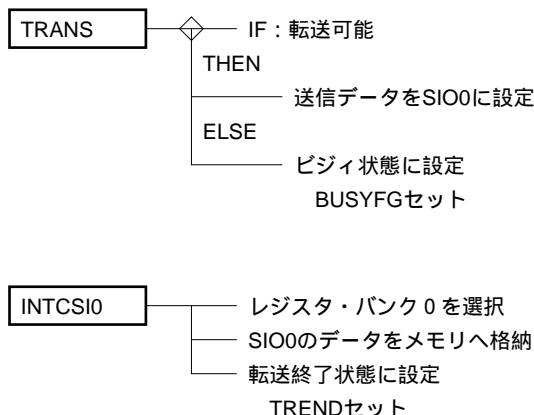 TRANS
IF：転送可能
THEN
送信データをSIO0に設定
ELSE
ビジィ状態に設定
BUSYFGセット
INTCSI0
レジスタ・バンク０を選択
SIO0のデータをメモリへ格納
転送終了状態に設定
TRENDセット